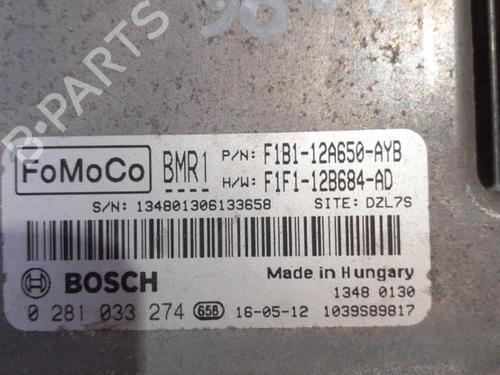 B-PARTS
FoMoCo
BMR1
P/N: F1B1-12A650-AYB
H/W: F1F1-12B684-AD
S/N: 134801306133658 SITE: DZL7S
BOSCH
Made in Hungary
1348 0130
0 281 033 274 658 16-05-12 1039S89817